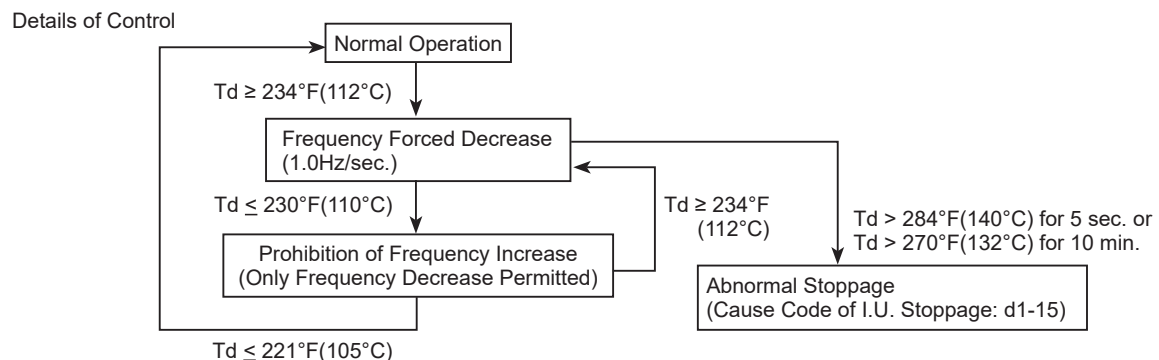 Details of Control
Normal Operation
Td ≥ 234°F(112°C)
Frequency Forced Decrease
(1.0Hz/sec.)
Td ≤ 230°F(110°C)
Td ≥ 234°F
(112°C)
Td > 284°F(140°C) for 5 sec. or
Td > 270°F(132°C) for 10 min.
Prohibition of Frequency Increase
(Only Frequency Decrease Permitted)
Abnormal Stoppage
(Cause Code of I.U. Stoppage: d1-15)
Td ≤ 221°F(105°C)